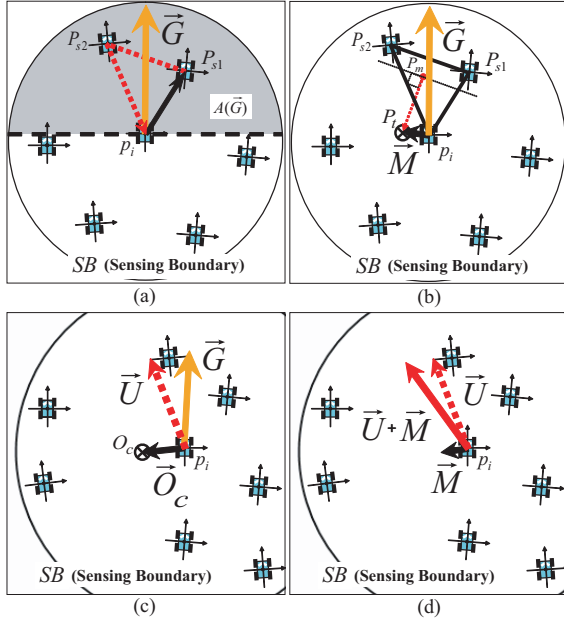 G⃗
P_s2
P_s1
A(G⃗)
p_i
SB (Sensing Boundary)
(a)
G⃗
P_s2
P_s1
P_m
P_t
M⃗
p_i
SB (Sensing Boundary)
(b)
G⃗
U⃗
O_c
O⃗_c
p_i
SB (Sensing Boundary)
(c)
U⃗
U⃗+M⃗
p_i
M⃗
SB (Sensing Boundary)
(d)